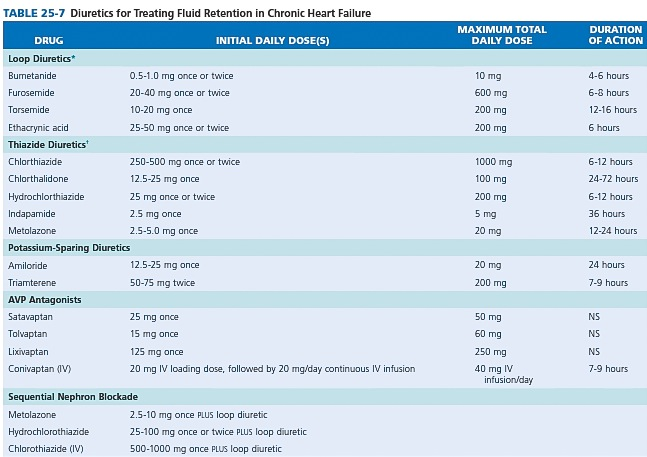 TABLE 25-7 Diuretics for Treating Fluid Retention in Chronic Heart Failure
DRUG INITIAL DAILY DOSE(S) MAXIMUM TOTAL DAILY DOSE DURATION OF ACTION
Loop Diuretics*
Bumetanide 0.5-1.0 mg once or twice 10 mg 4-6 hours
Furosemide 20-40 mg once or twice 600 mg 6-8 hours
Torsemide 10-20 mg once 200 mg 12-16 hours
Ethacrynic acid 25-50 mg once or twice 200 mg 6 hours
Thiazide Diuretics†
Chlorthiazide 250-500 mg once or twice 1000 mg 6-12 hours
Chlorthalidone 12.5-25 mg once 100 mg 24-72 hours
Hydrochlorthiazide 25 mg once or twice 200 mg 6-12 hours
Indapamide 2.5 mg once 5 mg 36 hours
Metolazone 2.5-5.0 mg once 20 mg 12-24 hours
Potassium-Sparing Diuretics
Amiloride 12.5-25 mg once 20 mg 24 hours
Triamterene 50-75 mg twice 200 mg 7-9 hours
AVP Antagonists
Satavaptan 25 mg once 50 mg NS
Tolvaptan 15 mg once 60 mg NS
Lixivaptan 125 mg once 250 mg NS
Conivaptan (IV) 20 mg IV loading dose, followed by 20 mg/day continuous IV infusion 40 mg IV infusion/day 7-9 hours
Sequential Nephron Blockade
Metolazone 2.5-10 mg once PLUS loop diuretic
Hydrochlorothiazide 25-100 mg once or twice PLUS loop diuretic
Chlorothiazide (IV) 500-1000 mg once PLUS loop diuretic